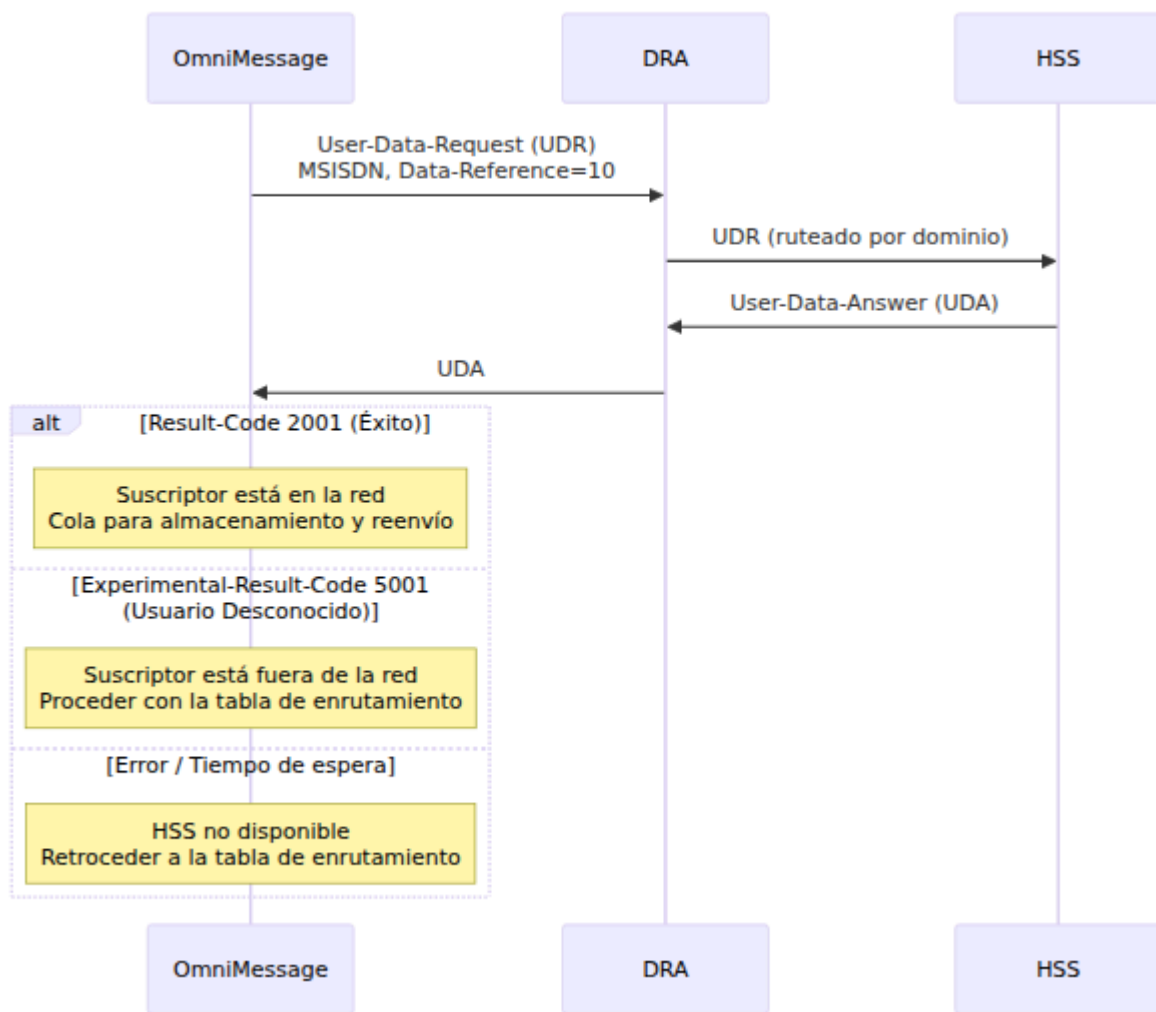 OmniMessage
DRA
HSS
User-Data-Request (UDR)
MSISDN, Data-Reference=10
UDR (ruteado por dominio)
User-Data-Answer (UDA)
UDA
alt
[Result-Code 2001 (Éxito)]
Suscriptor está en la red
Cola para almacenamiento y reenvío
[Experimental-Result-Code 5001
(Usuario Desconocido)]
Suscriptor está fuera de la red
Proceder con la tabla de enrutamiento
[Error / Tiempo de espera]
HSS no disponible
Retroceder a la tabla de enrutamiento
OmniMessage
DRA
HSS